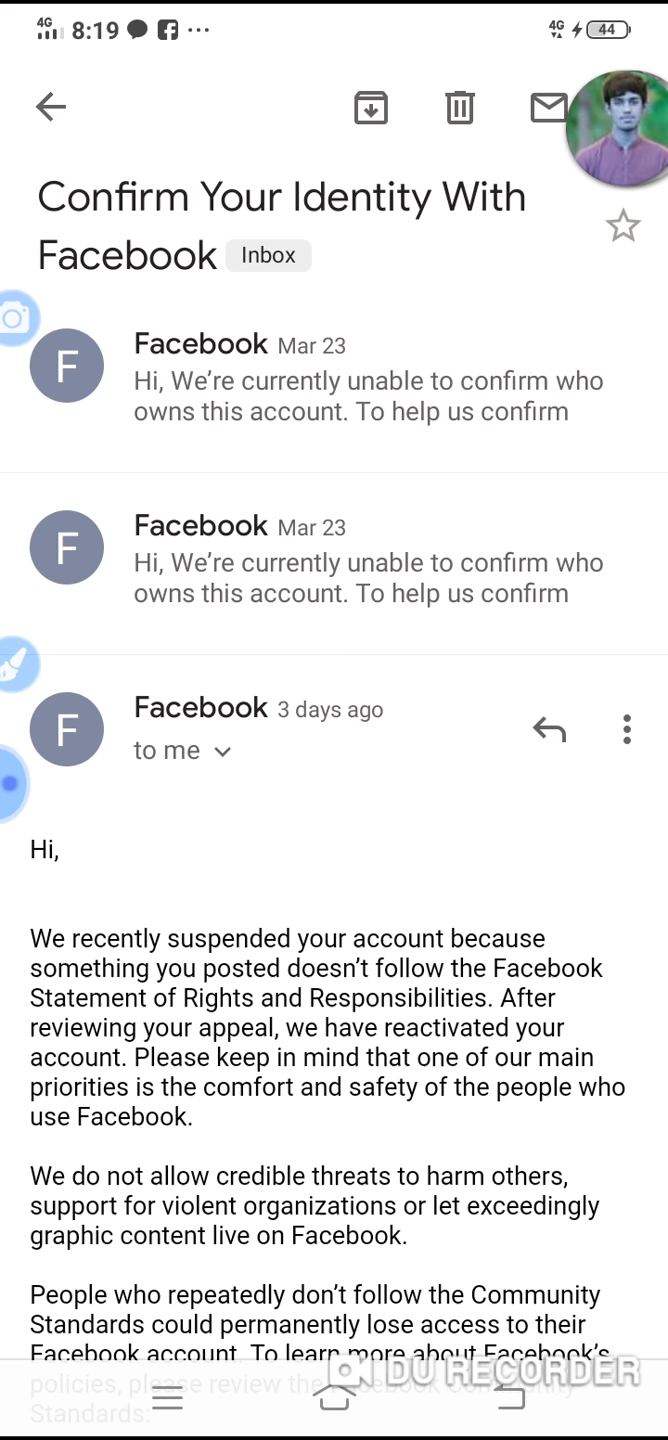 4G 8:19 ... 4G 44
Confirm Your Identity With
Facebook Inbox
F Facebook Mar 23
Hi, We’re currently unable to confirm who
owns this account. To help us confirm
F Facebook Mar 23
Hi, We’re currently unable to confirm who
owns this account. To help us confirm
F Facebook 3 days ago
to me
Hi,
We recently suspended your account because
something you posted doesn’t follow the Facebook
Statement of Rights and Responsibilities. After
reviewing your appeal, we have reactivated your
account. Please keep in mind that one of our main
priorities is the comfort and safety of the people who
use Facebook.
We do not allow credible threats to harm others,
support for violent organizations or let exceedingly
graphic content live on Facebook.
People who repeatedly don’t follow the Community
Standards could permanently lose access to their
Facebook account. To learn more about Facebook’s
DU RECORDER
policies, please review the Facebook Community
Standards: